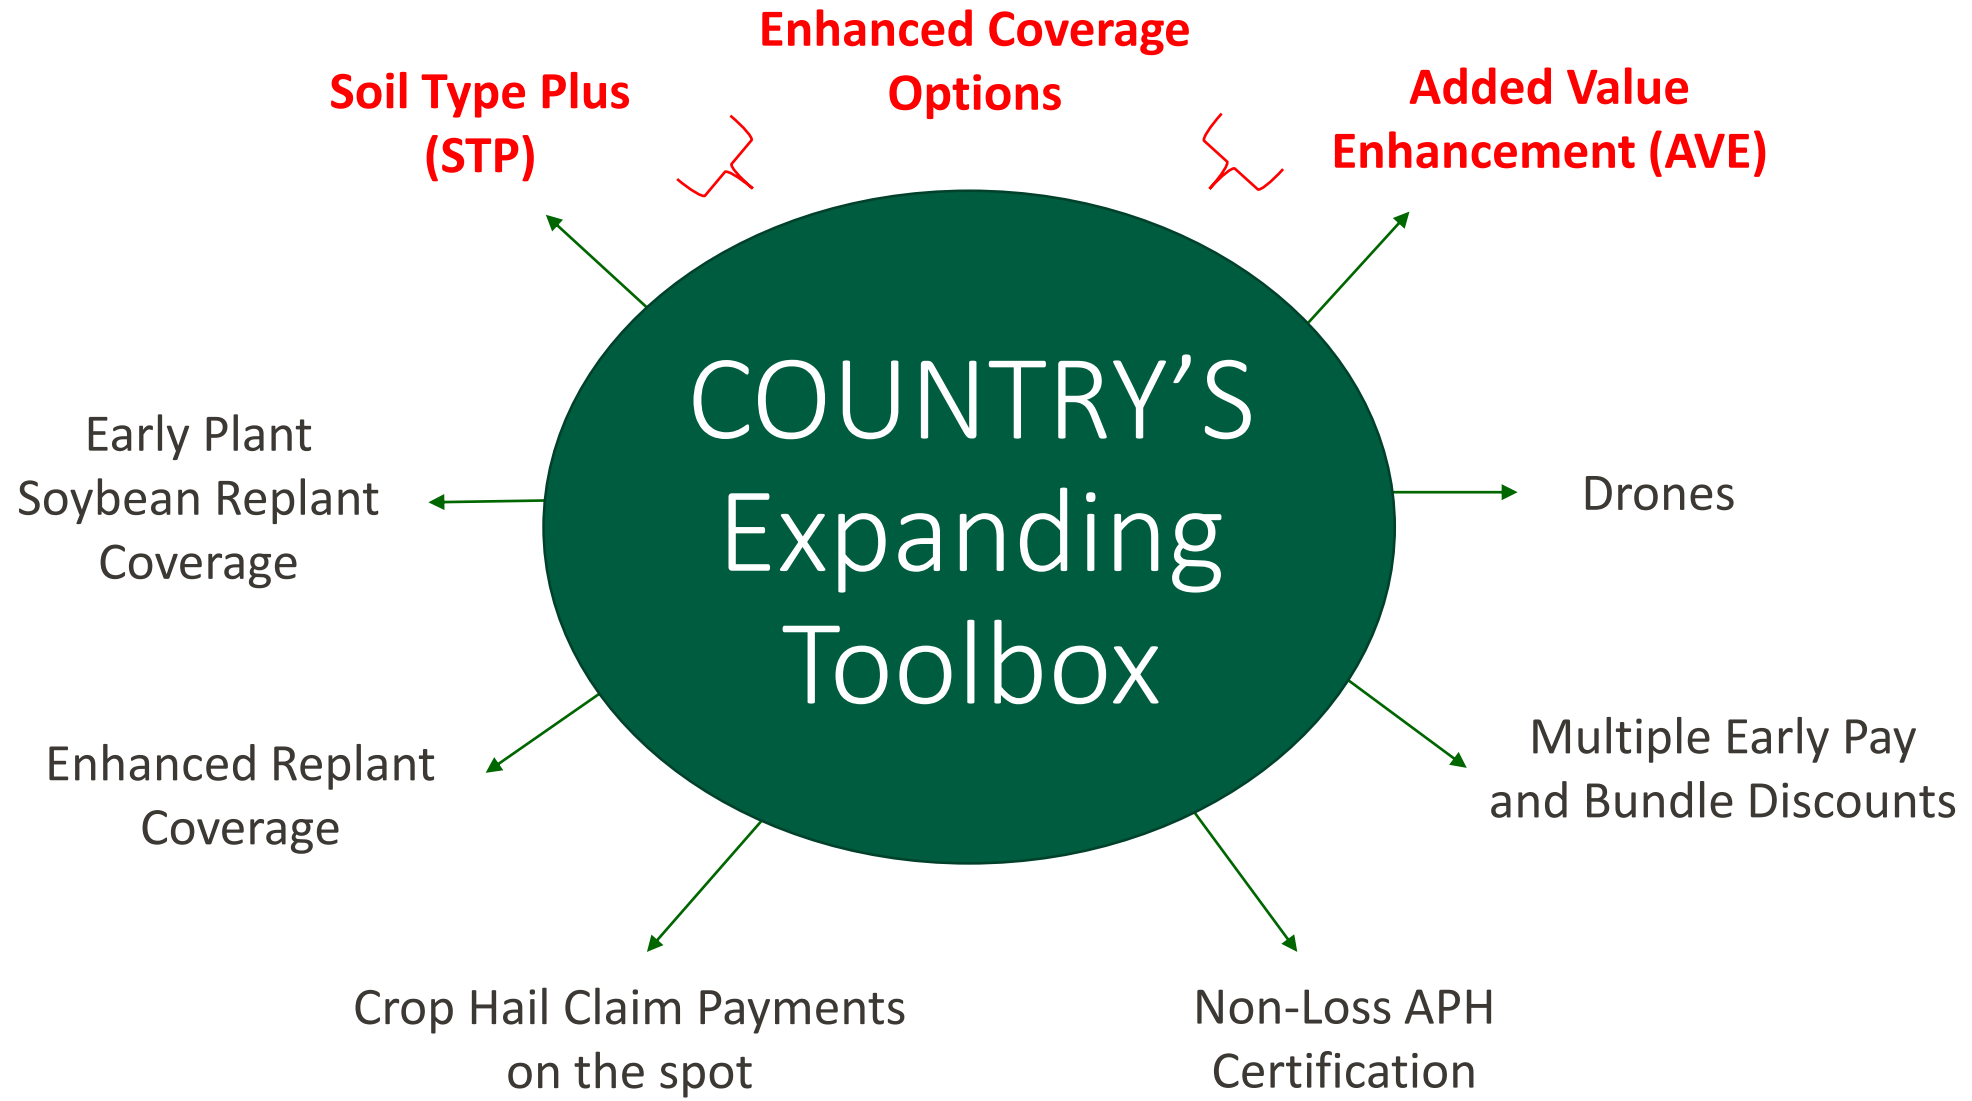 Enhanced Coverage
Options
Soil Type Plus
(STP)
Added Value
Enhancement (AVE)
COUNTRY’S
Expanding
Toolbox
Early Plant
Soybean Replant
Coverage
Drones
Enhanced Replant
Coverage
Multiple Early Pay
and Bundle Discounts
Crop Hail Claim Payments
on the spot
Non-Loss APH
Certification